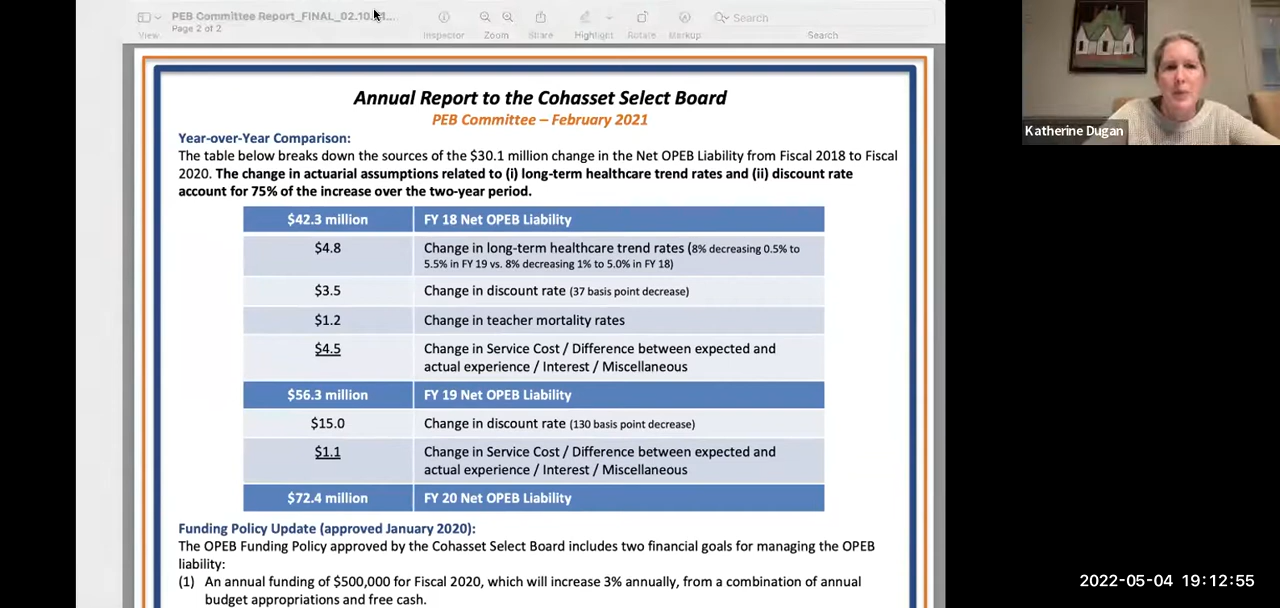 PEB Committee Report_FINAL_02.10....
Page 2 of 2
View
Inspector
Zoom
Share
Highlight
Rotate
Markup
Search
Search
Annual Report to the Cohasset Select Board
PEB Committee – February 2021
Year-over-Year Comparison:
The table below breaks down the sources of the $30.1 million change in the Net OPEB Liability from Fiscal 2018 to Fiscal
2020. The change in actuarial assumptions related to (i) long-term healthcare trend rates and (ii) discount rate
account for 75% of the increase over the two-year period.
$42.3 million FY 18 Net OPEB Liability
$4.8 Change in long-term healthcare trend rates (8% decreasing 0.5% to
5.5% in FY 19 vs. 8% decreasing 1% to 5.0% in FY 18)
$3.5 Change in discount rate (37 basis point decrease)
$1.2 Change in teacher mortality rates
$4.5 Change in Service Cost / Difference between expected and
actual experience / Interest / Miscellaneous
$56.3 million FY 19 Net OPEB Liability
$15.0 Change in discount rate (130 basis point decrease)
$1.1 Change in Service Cost / Difference between expected and
actual experience / Interest / Miscellaneous
$72.4 million FY 20 Net OPEB Liability
Funding Policy Update (approved January 2020):
The OPEB Funding Policy approved by the Cohasset Select Board includes two financial goals for managing the OPEB
liability:
(1) An annual funding of $500,000 for Fiscal 2020, which will increase 3% annually, from a combination of annual
budget appropriations and free cash.
Katherine Dugan
2022-05-04 19:12:55